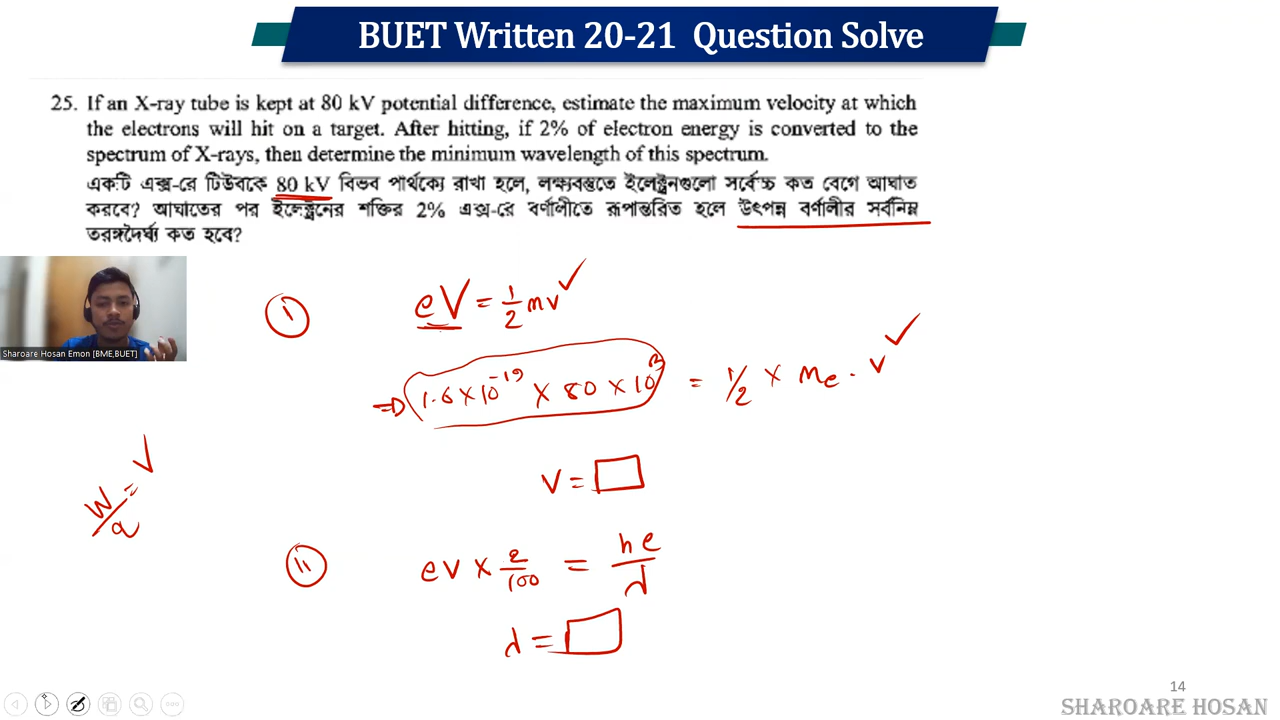 BUET Written 20-21 Question Solve
25. If an X-ray tube is kept at 80 kV potential difference, estimate the maximum velocity at which
the electrons will hit on a target. After hitting, if 2% of electron energy is converted to the
spectrum of X-rays, then determine the minimum wavelength of this spectrum.
একটি এক্স-রে টিউবকে 80 kV বিভব পার্থক্যে রাখা হলে, লক্ষ্যবস্তুতে ইলেক্ট্রনগুলো সর্বোচ্চ কত বেগে আঘাত
করবে? আঘাতের পর ইলেক্ট্রনের শক্তির 2% এক্স-রে বর্ণালীতে রূপান্তরিত হলে উৎপন্ন বর্ণালীর সর্বনিম্ন
তরঙ্গদৈর্ঘ্য কত হবে?
Sharoare Hosan Emon [BME,BUET]
i eV = 1/2 mv
⇒ 1.6 × 10^-19 × 80 × 10^3 = 1/2 × me · v
v =
W/q = V
ii eV × 2/100 = hc/λ
λ =
14
SHAROARE HOSAN